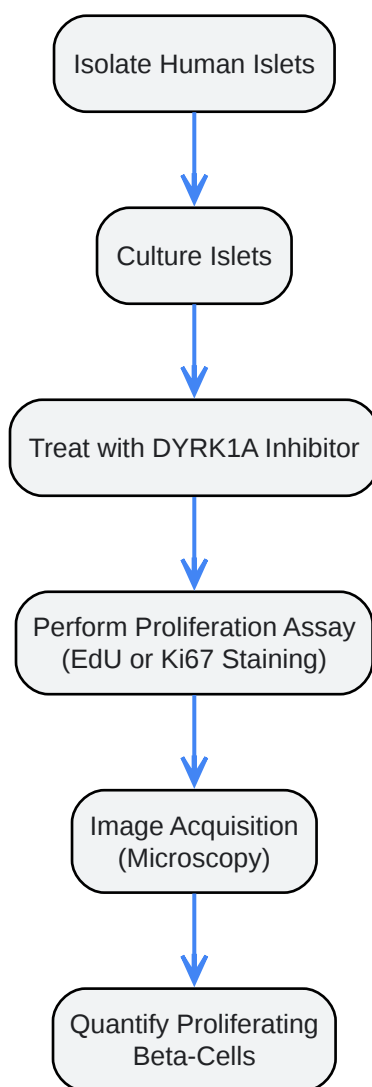 Isolate Human Islets
Culture Islets
Treat with DYRK1A Inhibitor
Perform Proliferation Assay
(EdU or Ki67 Staining)
Image Acquisition
(Microscopy)
Quantify Proliferating
Beta-Cells